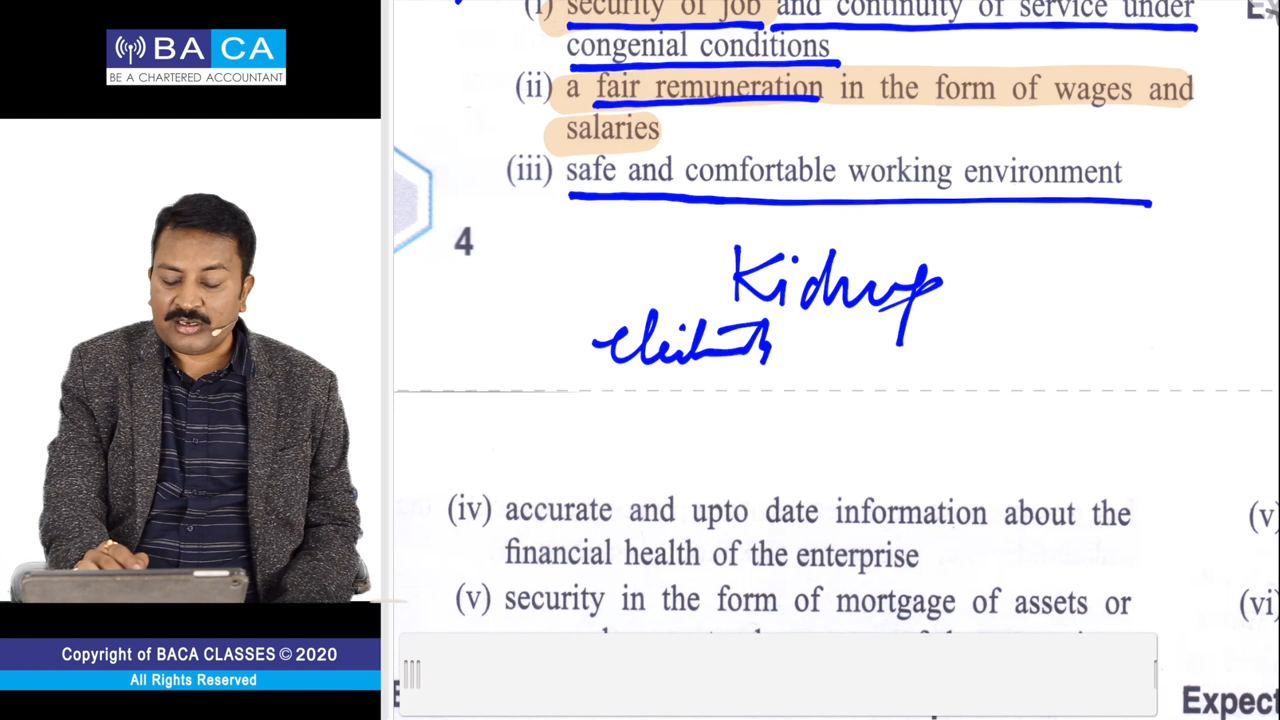 BACA
BE A CHARTERED ACCOUNTANT
(i) security of job and continuity of service under
congenial conditions
(ii) a fair remuneration in the form of wages and
salaries
(iii) safe and comfortable working environment
4
Kidnap
(iv) accurate and upto date information about the
financial health of the enterprise
(v) security in the form of mortgage of assets or
(v
(vi)
Expect
Copyright of BACA CLASSES © 2020
All Rights Reserved